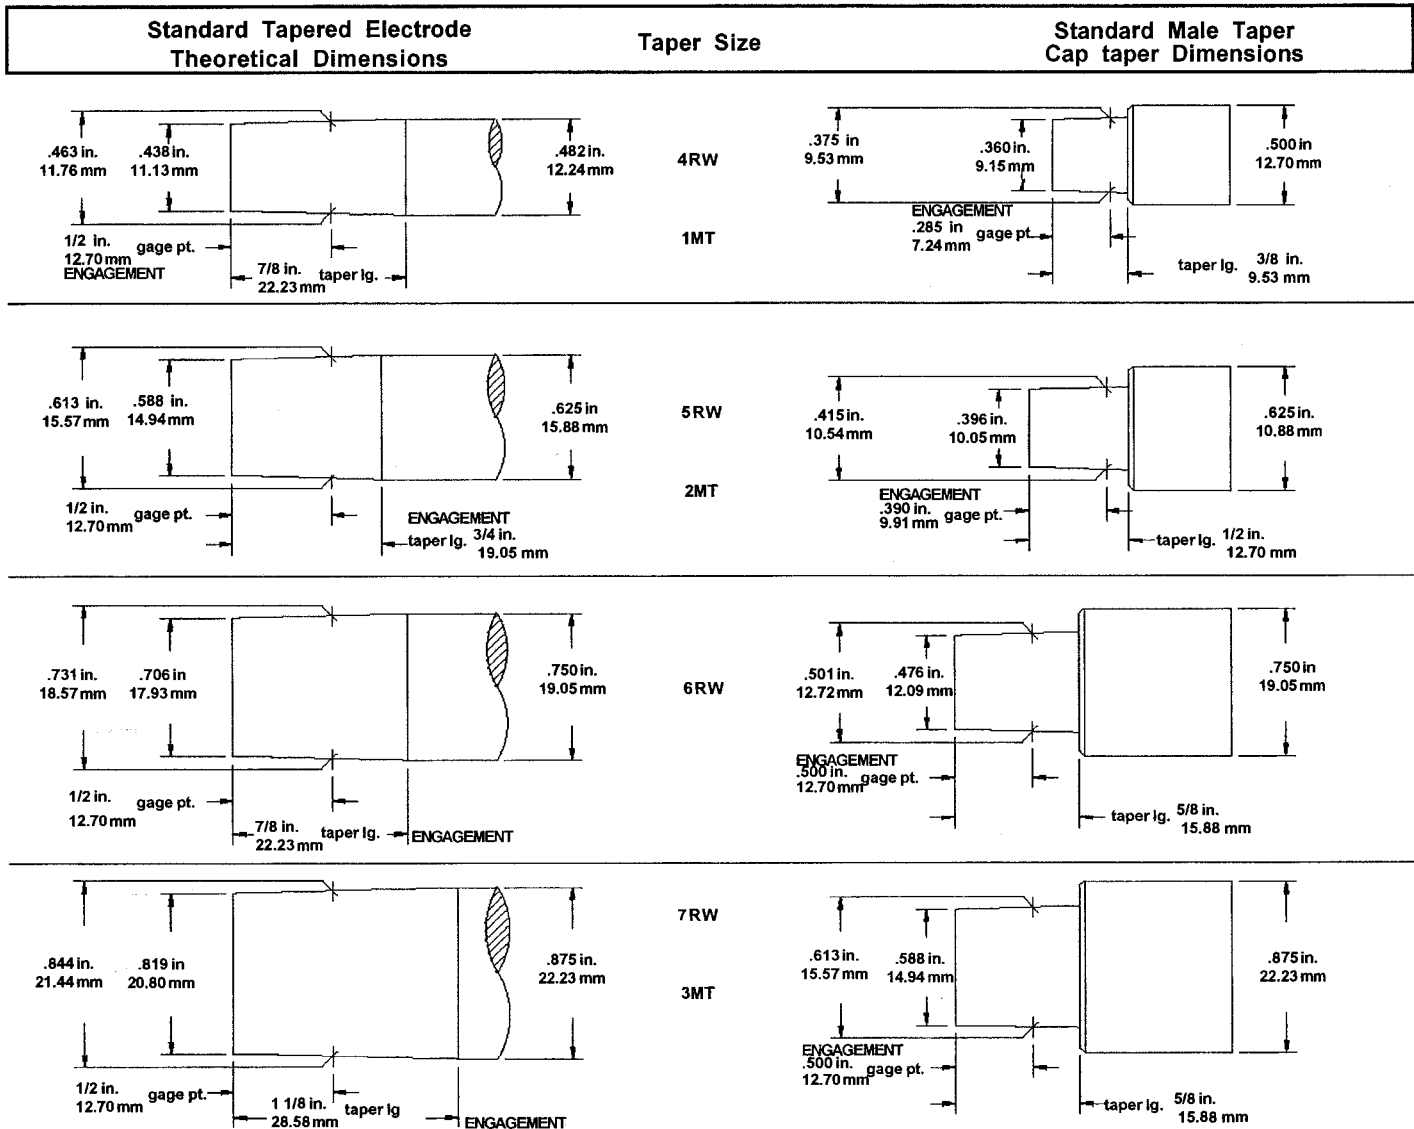 Standard Tapered Electrode
Theoretical Dimensions
Taper Size
Standard Male Taper
Cap taper Dimensions
.463 in.
11.76 mm
.438 in.
11.13 mm
.482 in.
12.24 mm
1/2 in.
12.70 mm
ENGAGEMENT
gage pt.
7/8 in.
22.23 mm
taper lg.
4RW
1MT
.375 in
9.53 mm
.360 in.
9.15 mm
.500 in
12.70 mm
ENGAGEMENT
.285 in
7.24 mm
gage pt.
taper lg.
3/8 in.
9.53 mm
.613 in.
15.57 mm
.588 in.
14.94 mm
.625 in
15.88 mm
1/2 in.
12.70 mm
gage pt.
ENGAGEMENT
taper lg.
3/4 in.
19.05 mm
5RW
2MT
.415 in.
10.54 mm
.396 in.
10.05 mm
.625 in.
10.88 mm
ENGAGEMENT
.390 in.
9.91 mm
gage pt.
taper lg.
1/2 in.
12.70 mm
.731 in.
18.57 mm
.706 in
17.93 mm
.750 in.
19.05 mm
1/2 in.
12.70 mm
gage pt.
7/8 in.
22.23 mm
taper lg.
ENGAGEMENT
6RW
.501 in.
12.72 mm
.476 in.
12.09 mm
.750 in
19.05 mm
ENGAGEMENT
.500 in.
12.70 mm
gage pt.
taper lg.
5/8 in.
15.88 mm
.844 in.
21.44 mm
.819 in
20.80 mm
.875 in.
22.23 mm
1/2 in.
12.70 mm
gage pt.
1 1/8 in.
28.58 mm
taper lg
ENGAGEMENT
7RW
3MT
.613 in.
15.57 mm
.588 in.
14.94 mm
.875 in.
22.23 mm
ENGAGEMENT
.500 in.
12.70 mm
gage pt.
taper lg.
5/8 in.
15.88 mm